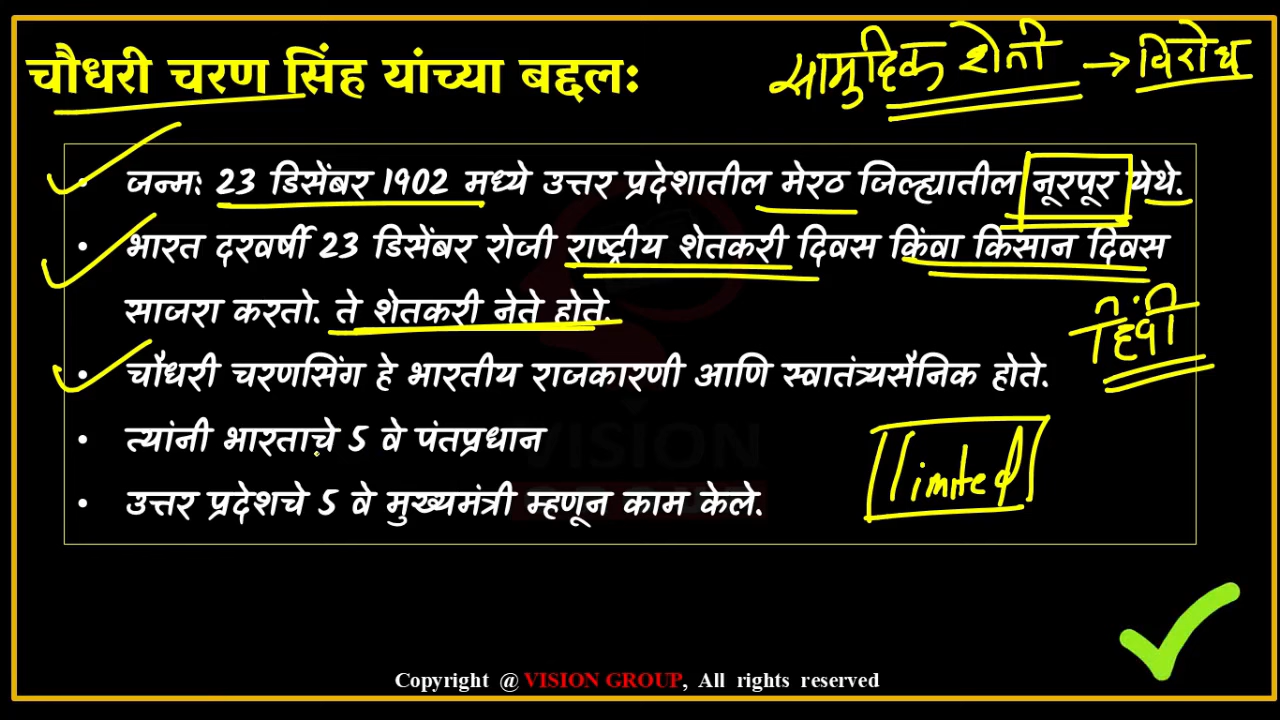 चौधरी चरण सिंह यांच्या बद्दल:
सामुदिक शेती → विरोध
जन्म: 23 डिसेंबर 1902 मध्ये उत्तर प्रदेशातील मेरठ जिल्ह्यातील नूरपूर येथे.
भारत दरवर्षी 23 डिसेंबर रोजी राष्ट्रीय शेतकरी दिवस किंवा किसान दिवस
साजरा करतो. ते शेतकरी नेते होते.
चौधरी चरणसिंग हे भारतीय राजकारणी आणि स्वातंत्र्यसैनिक होते.
त्यांनी भारताचे 5 वे पंतप्रधान
limited
उत्तर प्रदेशचे 5 वे मुख्यमंत्री म्हणून काम केले.
VISION
Copyright @ VISION GROUP, All rights reserved